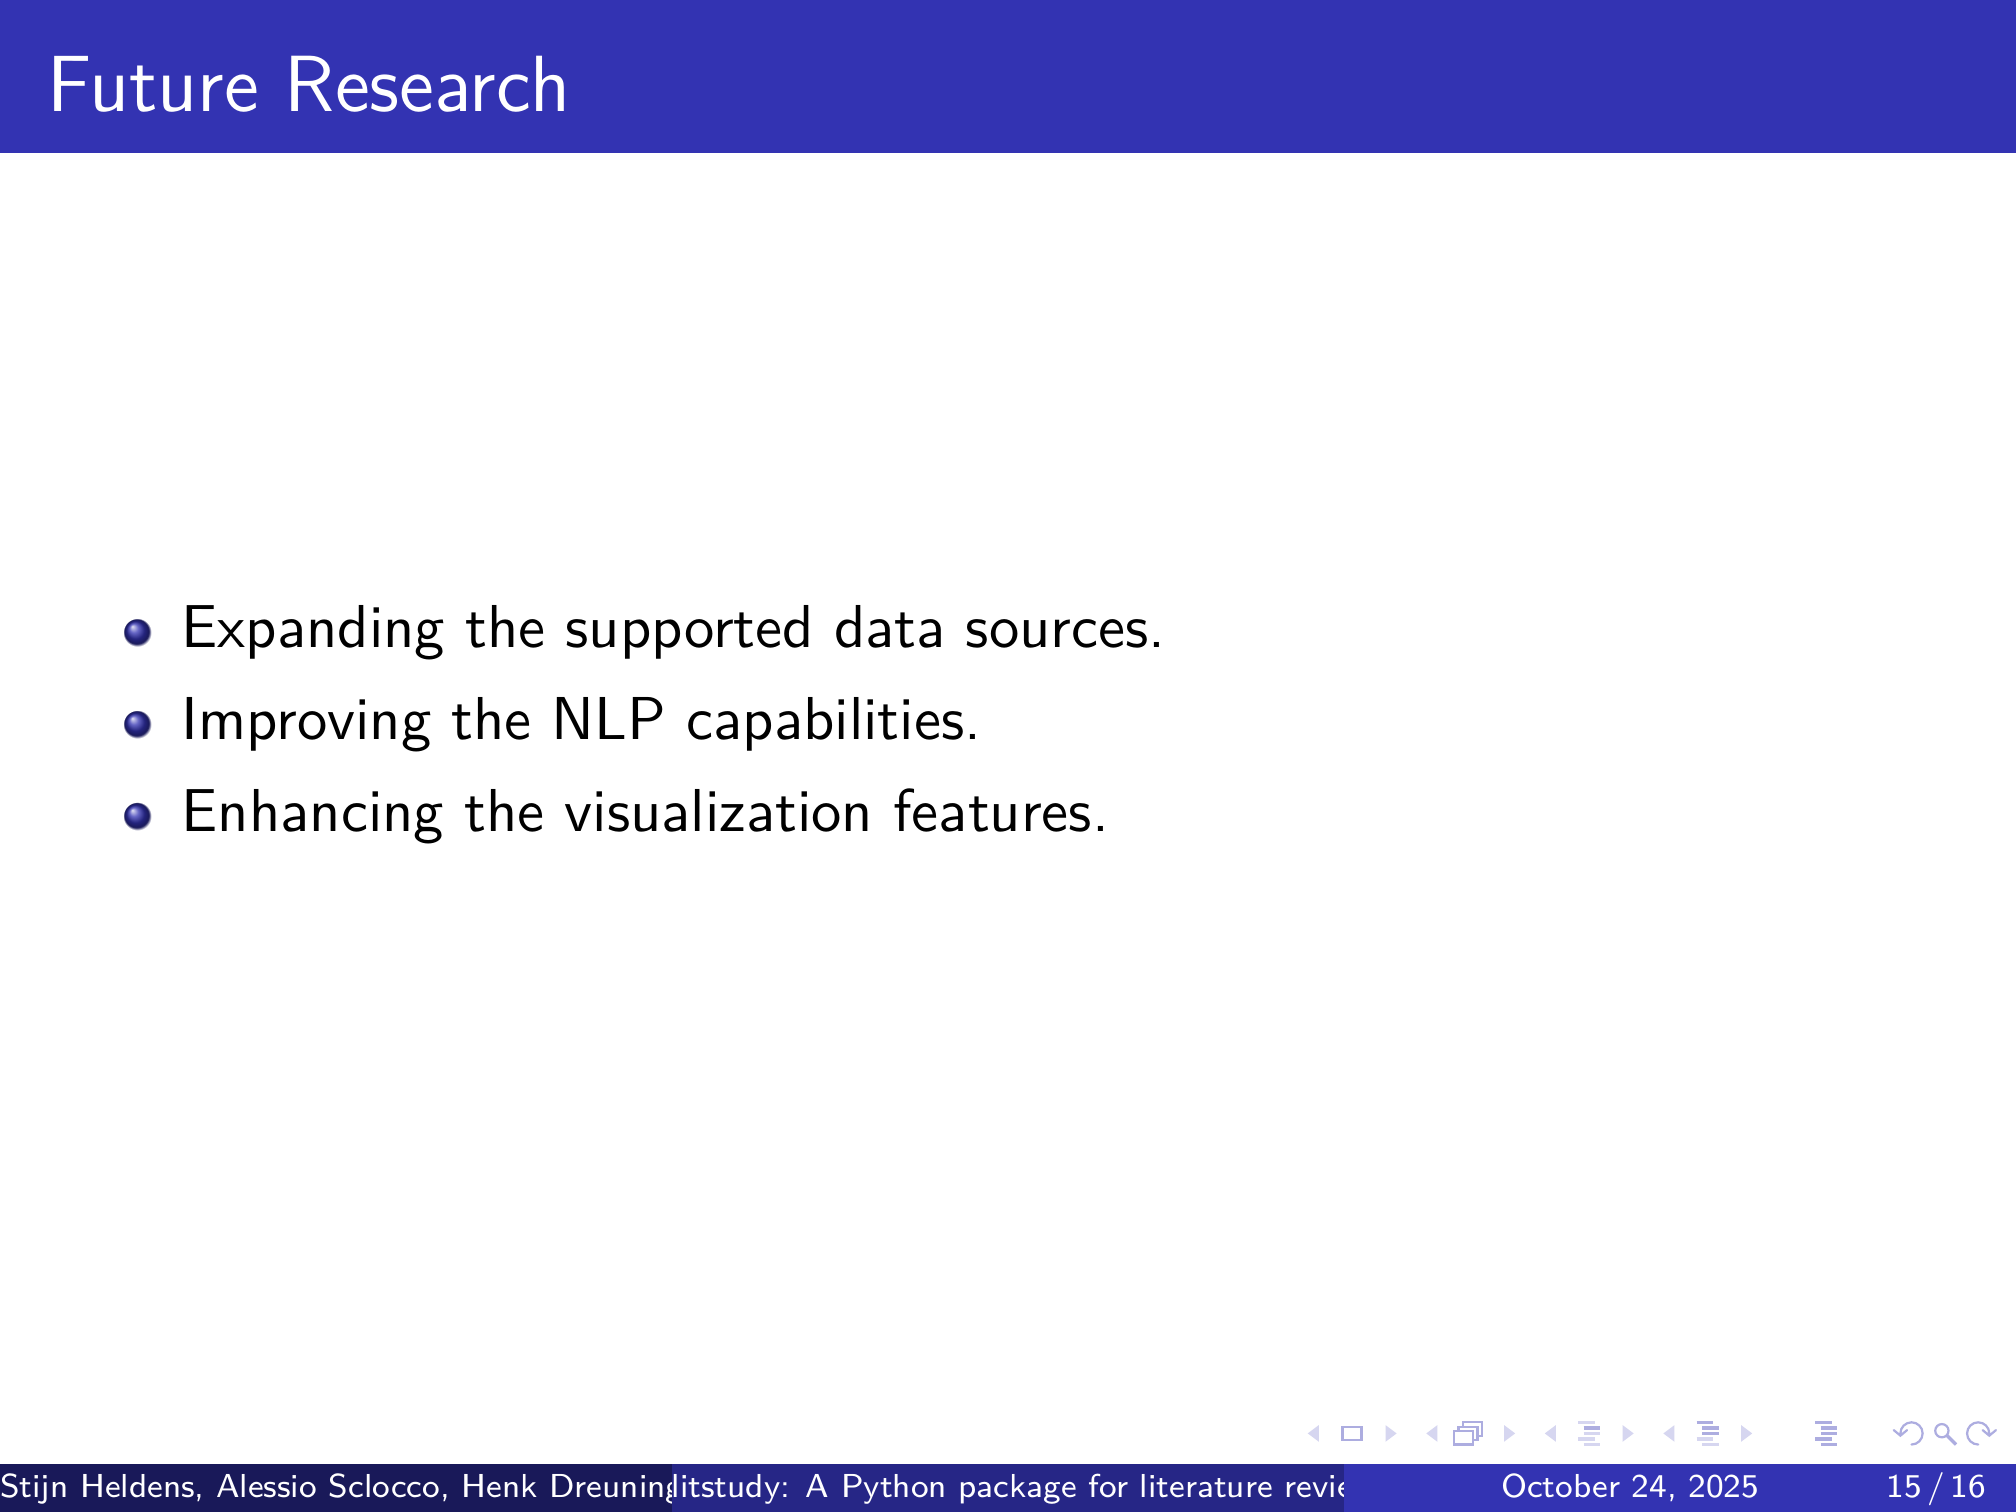 Future Research
Expanding the supported data sources.
Improving the NLP capabilities.
Enhancing the visualization features.
Stijn Heldens, Alessio Sclocco, Henk Dreuning litstudy: A Python package for literature October 24, 2025 15 / 16